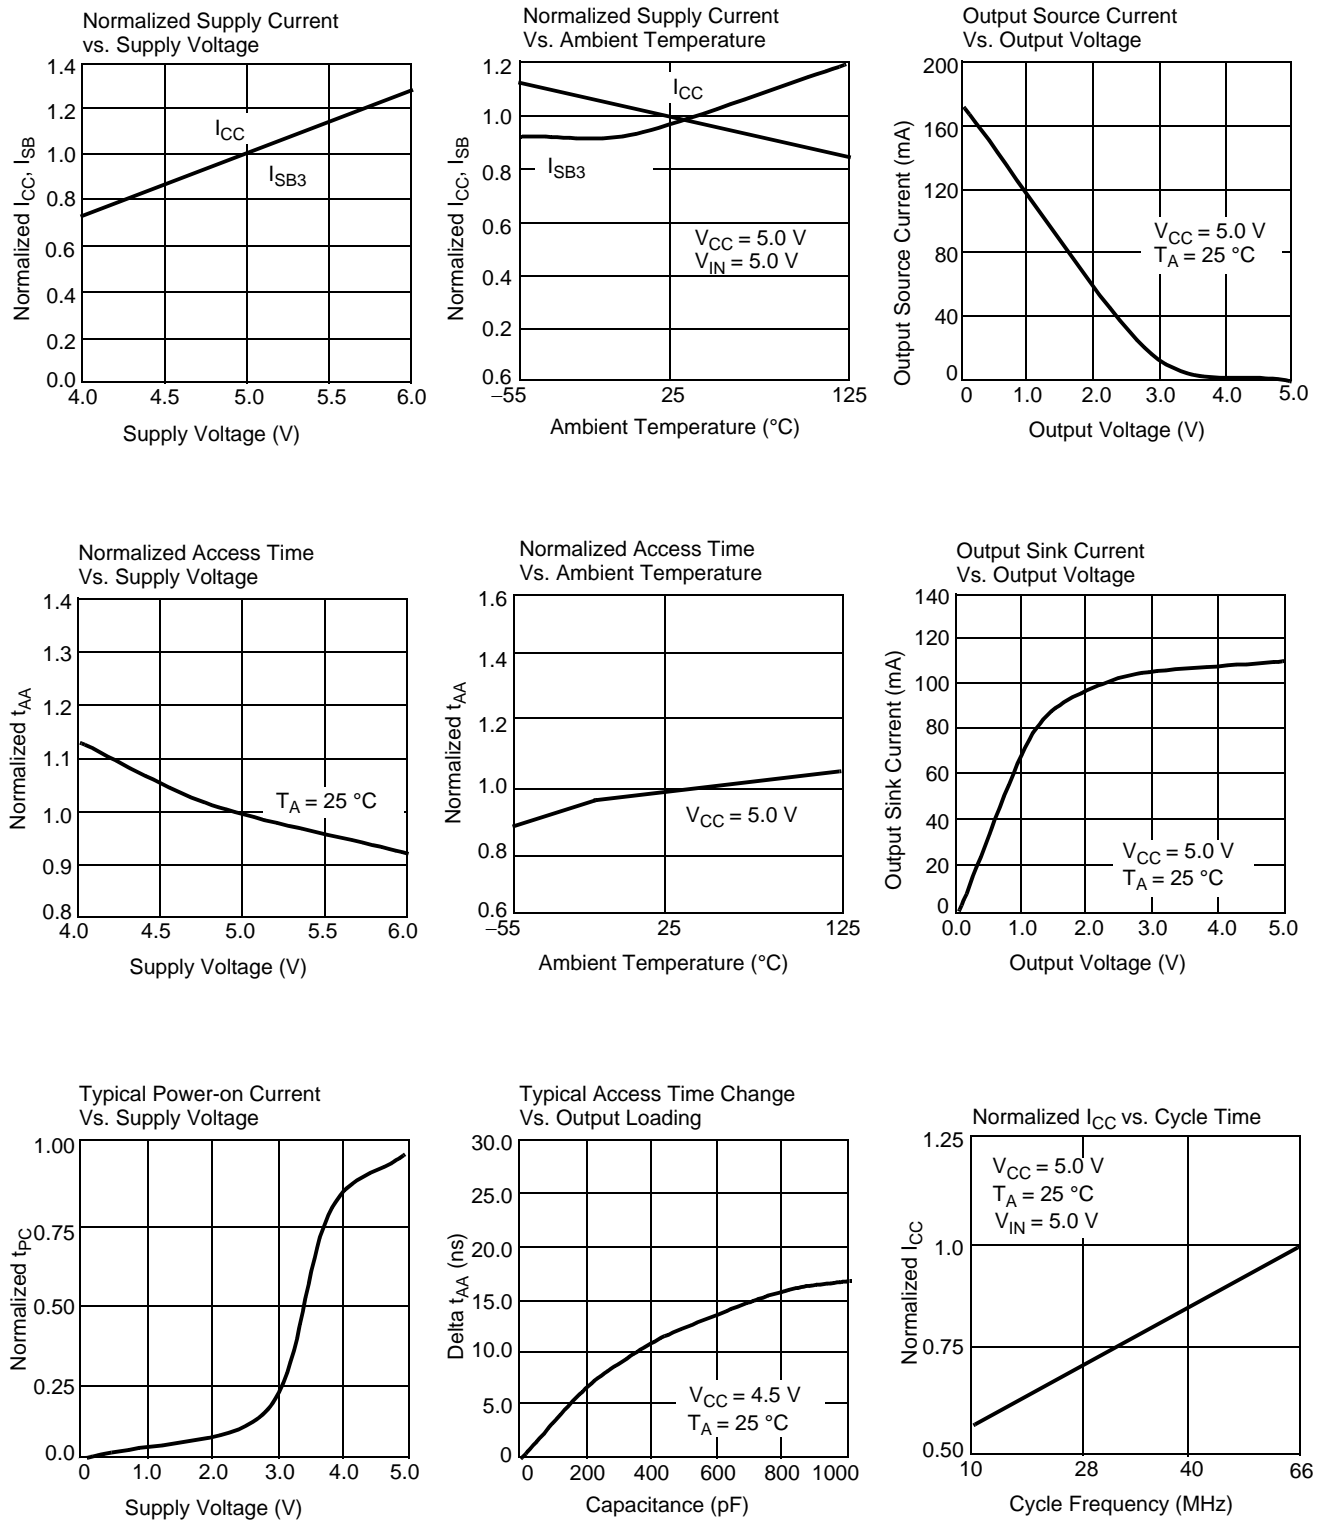 Normalized Supply Current
vs. Supply Voltage
Normalized ICC, ISB
1.4
1.2
1.0
0.8
0.6
0.4
0.2
0.0
ICC
ISB3
4.0 4.5 5.0 5.5 6.0
Supply Voltage (V)
Normalized Supply Current
Vs. Ambient Temperature
Normalized ICC, ISB
1.2
1.0
0.8
0.6
0.4
0.2
0.6
ICC
ISB3
VCC = 5.0 V
VIN = 5.0 V
–55 25 125
Ambient Temperature (°C)
Output Source Current
Vs. Output Voltage
Output Source Current (mA)
200
160
120
80
40
0
VCC = 5.0 V
TA = 25 °C
0 1.0 2.0 3.0 4.0 5.0
Output Voltage (V)
Normalized Access Time
Vs. Supply Voltage
Normalized tAA
1.4
1.3
1.2
1.1
1.0
0.9
0.8
TA = 25 °C
4.0 4.5 5.0 5.5 6.0
Supply Voltage (V)
Normalized Access Time
Vs. Ambient Temperature
Normalized tAA
1.6
1.4
1.2
1.0
0.8
0.6
VCC = 5.0 V
–55 25 125
Ambient Temperature (°C)
Output Sink Current
Vs. Output Voltage
Output Sink Current (mA)
140
120
100
80
60
40
20
0
VCC = 5.0 V
TA = 25 °C
0.0 1.0 2.0 3.0 4.0 5.0
Output Voltage (V)
Typical Power-on Current
Vs. Supply Voltage
Normalized tPC
1.00
0.75
0.50
0.25
0.0
0 1.0 2.0 3.0 4.0 5.0
Supply Voltage (V)
Typical Access Time Change
Vs. Output Loading
Delta tAA (ns)
30.0
25.0
20.0
15.0
10.0
5.0
0
VCC = 4.5 V
TA = 25 °C
0 200 400 600 800 1000
Capacitance (pF)
Normalized ICC vs. Cycle Time
Normalized ICC
1.25
1.0
0.75
0.50
VCC = 5.0 V
TA = 25 °C
VIN = 5.0 V
10 28 40 66
Cycle Frequency (MHz)